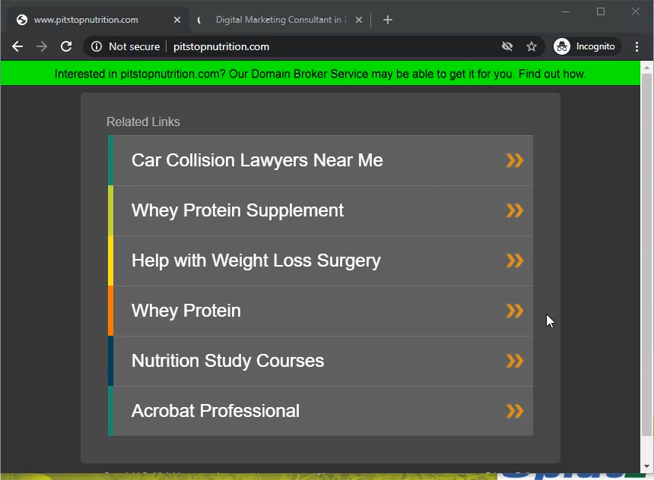 www.pitstopnutrition.com
Digital Marketing Consultant in
Not secure
pitstopnutrition.com
Incognito
Interested in pitstopnutrition.com? Our Domain Broker Service may be able to get it for you. Find out how.
Related Links
Car Collision Lawyers Near Me
Whey Protein Supplement
Help with Weight Loss Surgery
Whey Protein
Nutrition Study Courses
Acrobat Professional